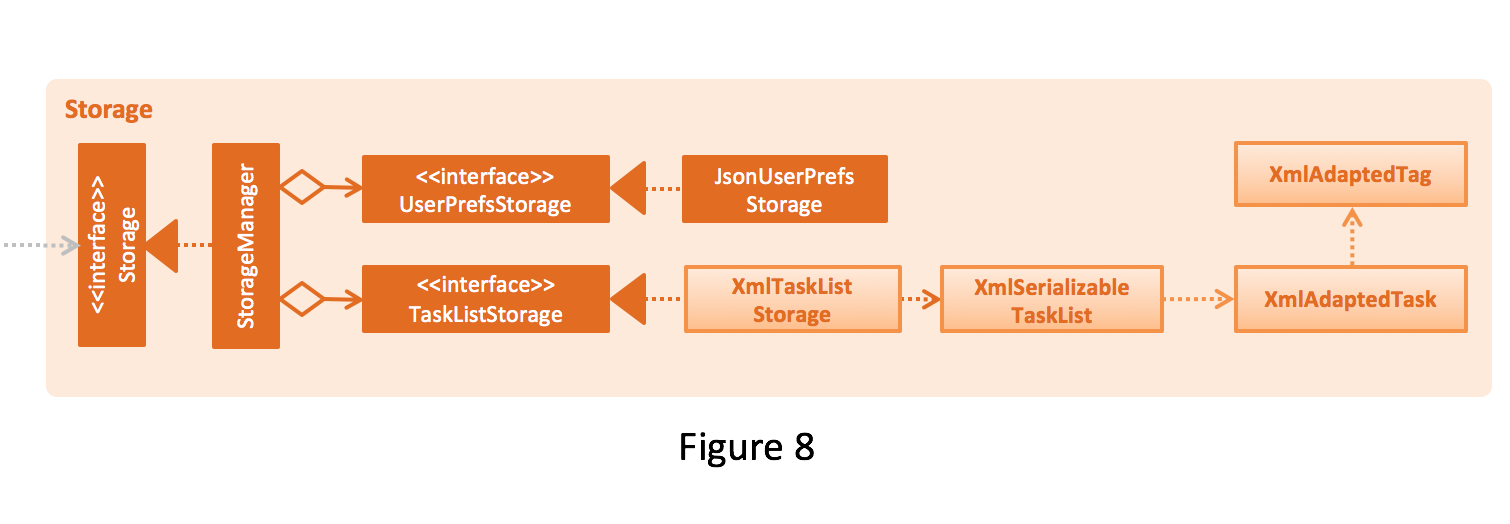 Storage
<<interface>>
Storage
StorageManager
<<interface>>
UserPrefsStorage
JsonUserPrefs
Storage
<<interface>>
TaskListStorage
XmlTaskList
Storage
XmlSerializable
TaskList
XmlAdaptedTag
XmlAdaptedTask
Figure 8